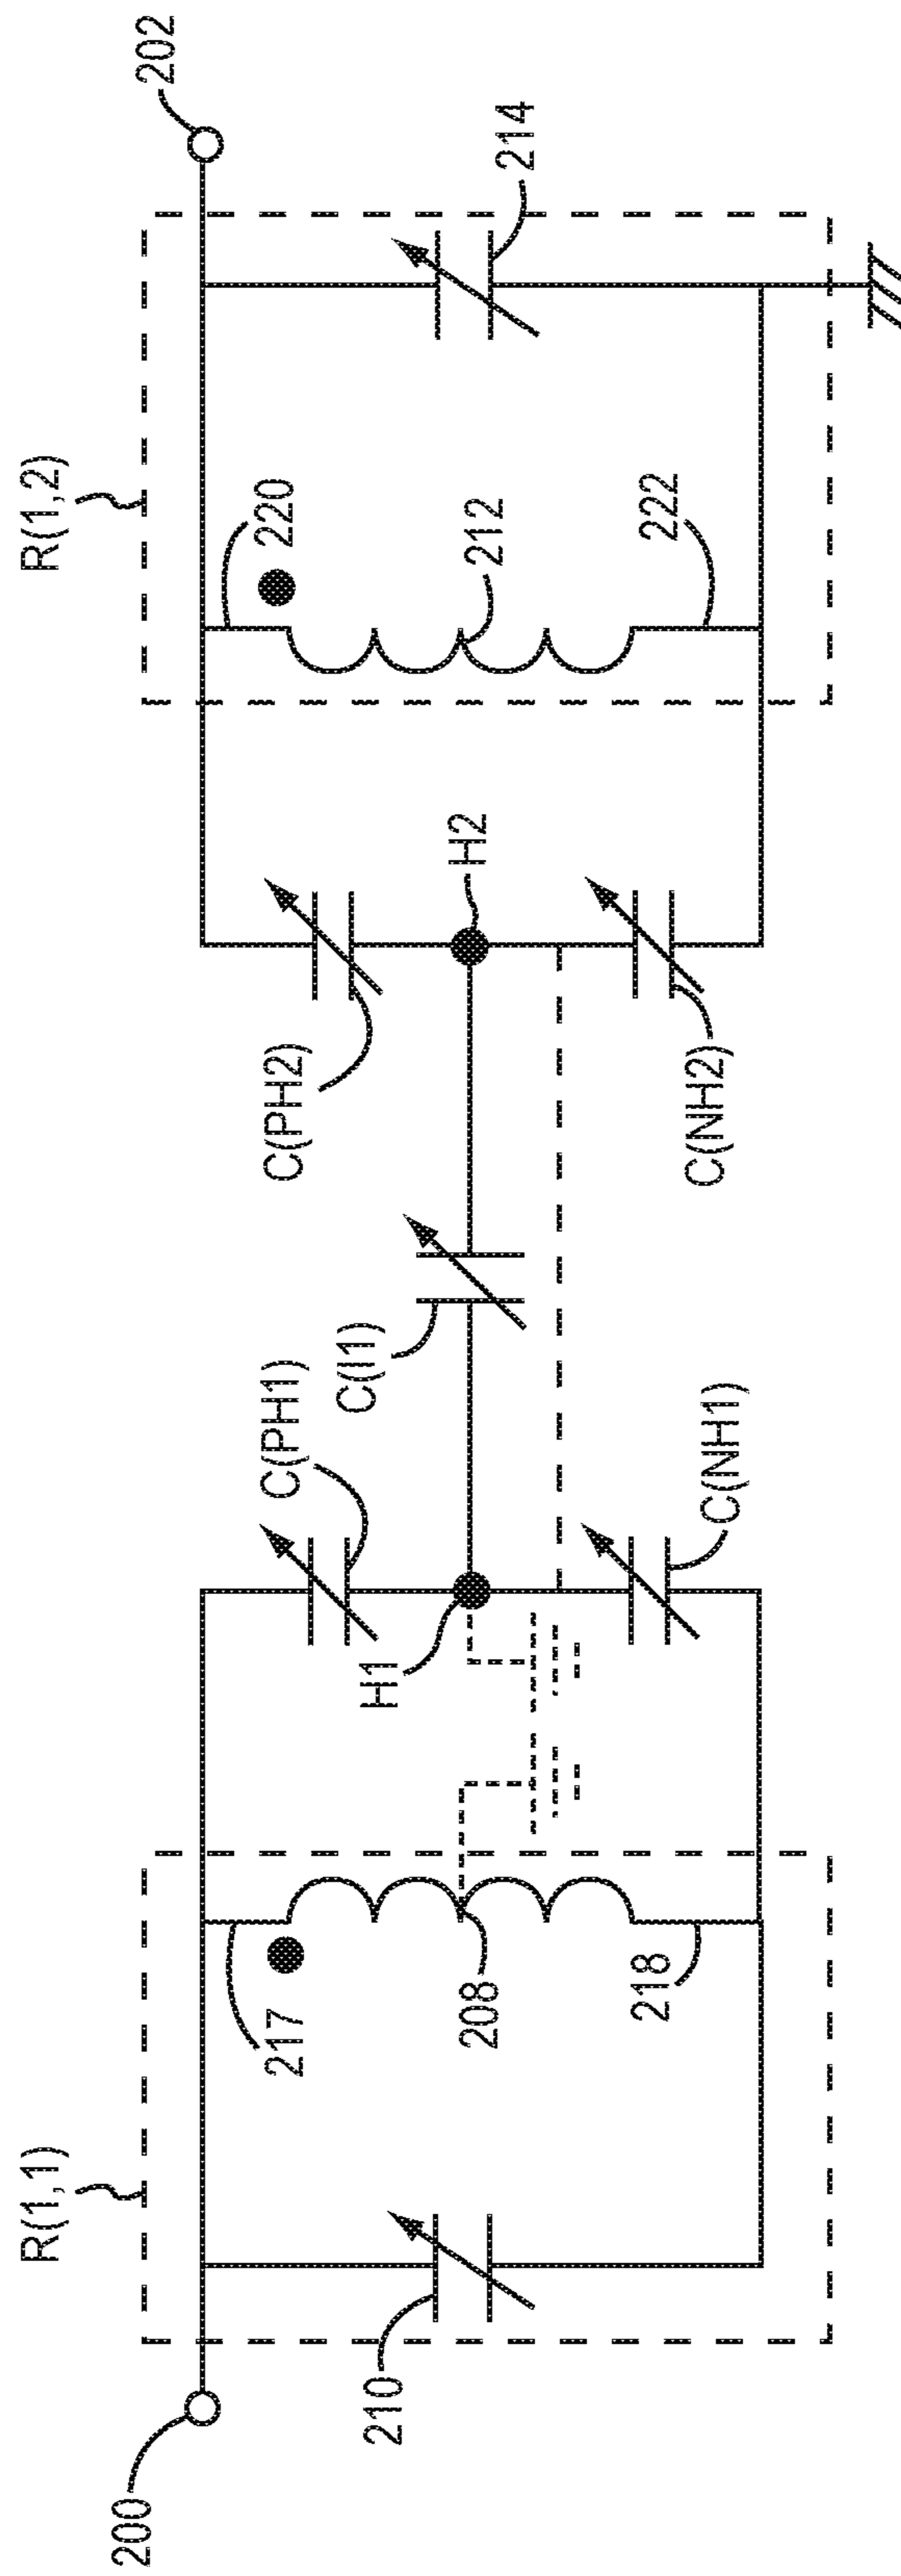 R(1,1)
R(1,2)
200
202
217
220
C(PH1)
C(PH2)
C(I1)
H1
H2
210
208
212
214
218
222
C(NH1)
C(NH2)